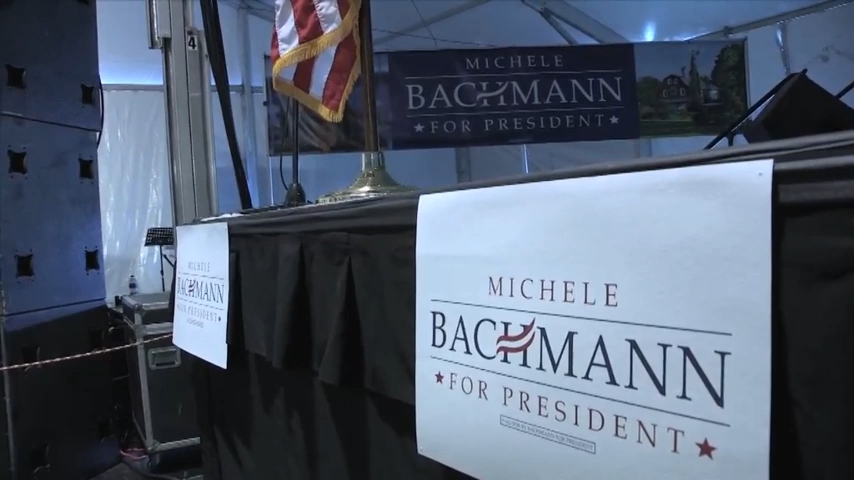 4
MICHELE
BACHMANN
★ FOR PRESIDENT ★
MICHELE
BACHMANN
FOR PRESIDENT ★
MICHELE
BACHMANN
★ FOR PRESIDENT ★